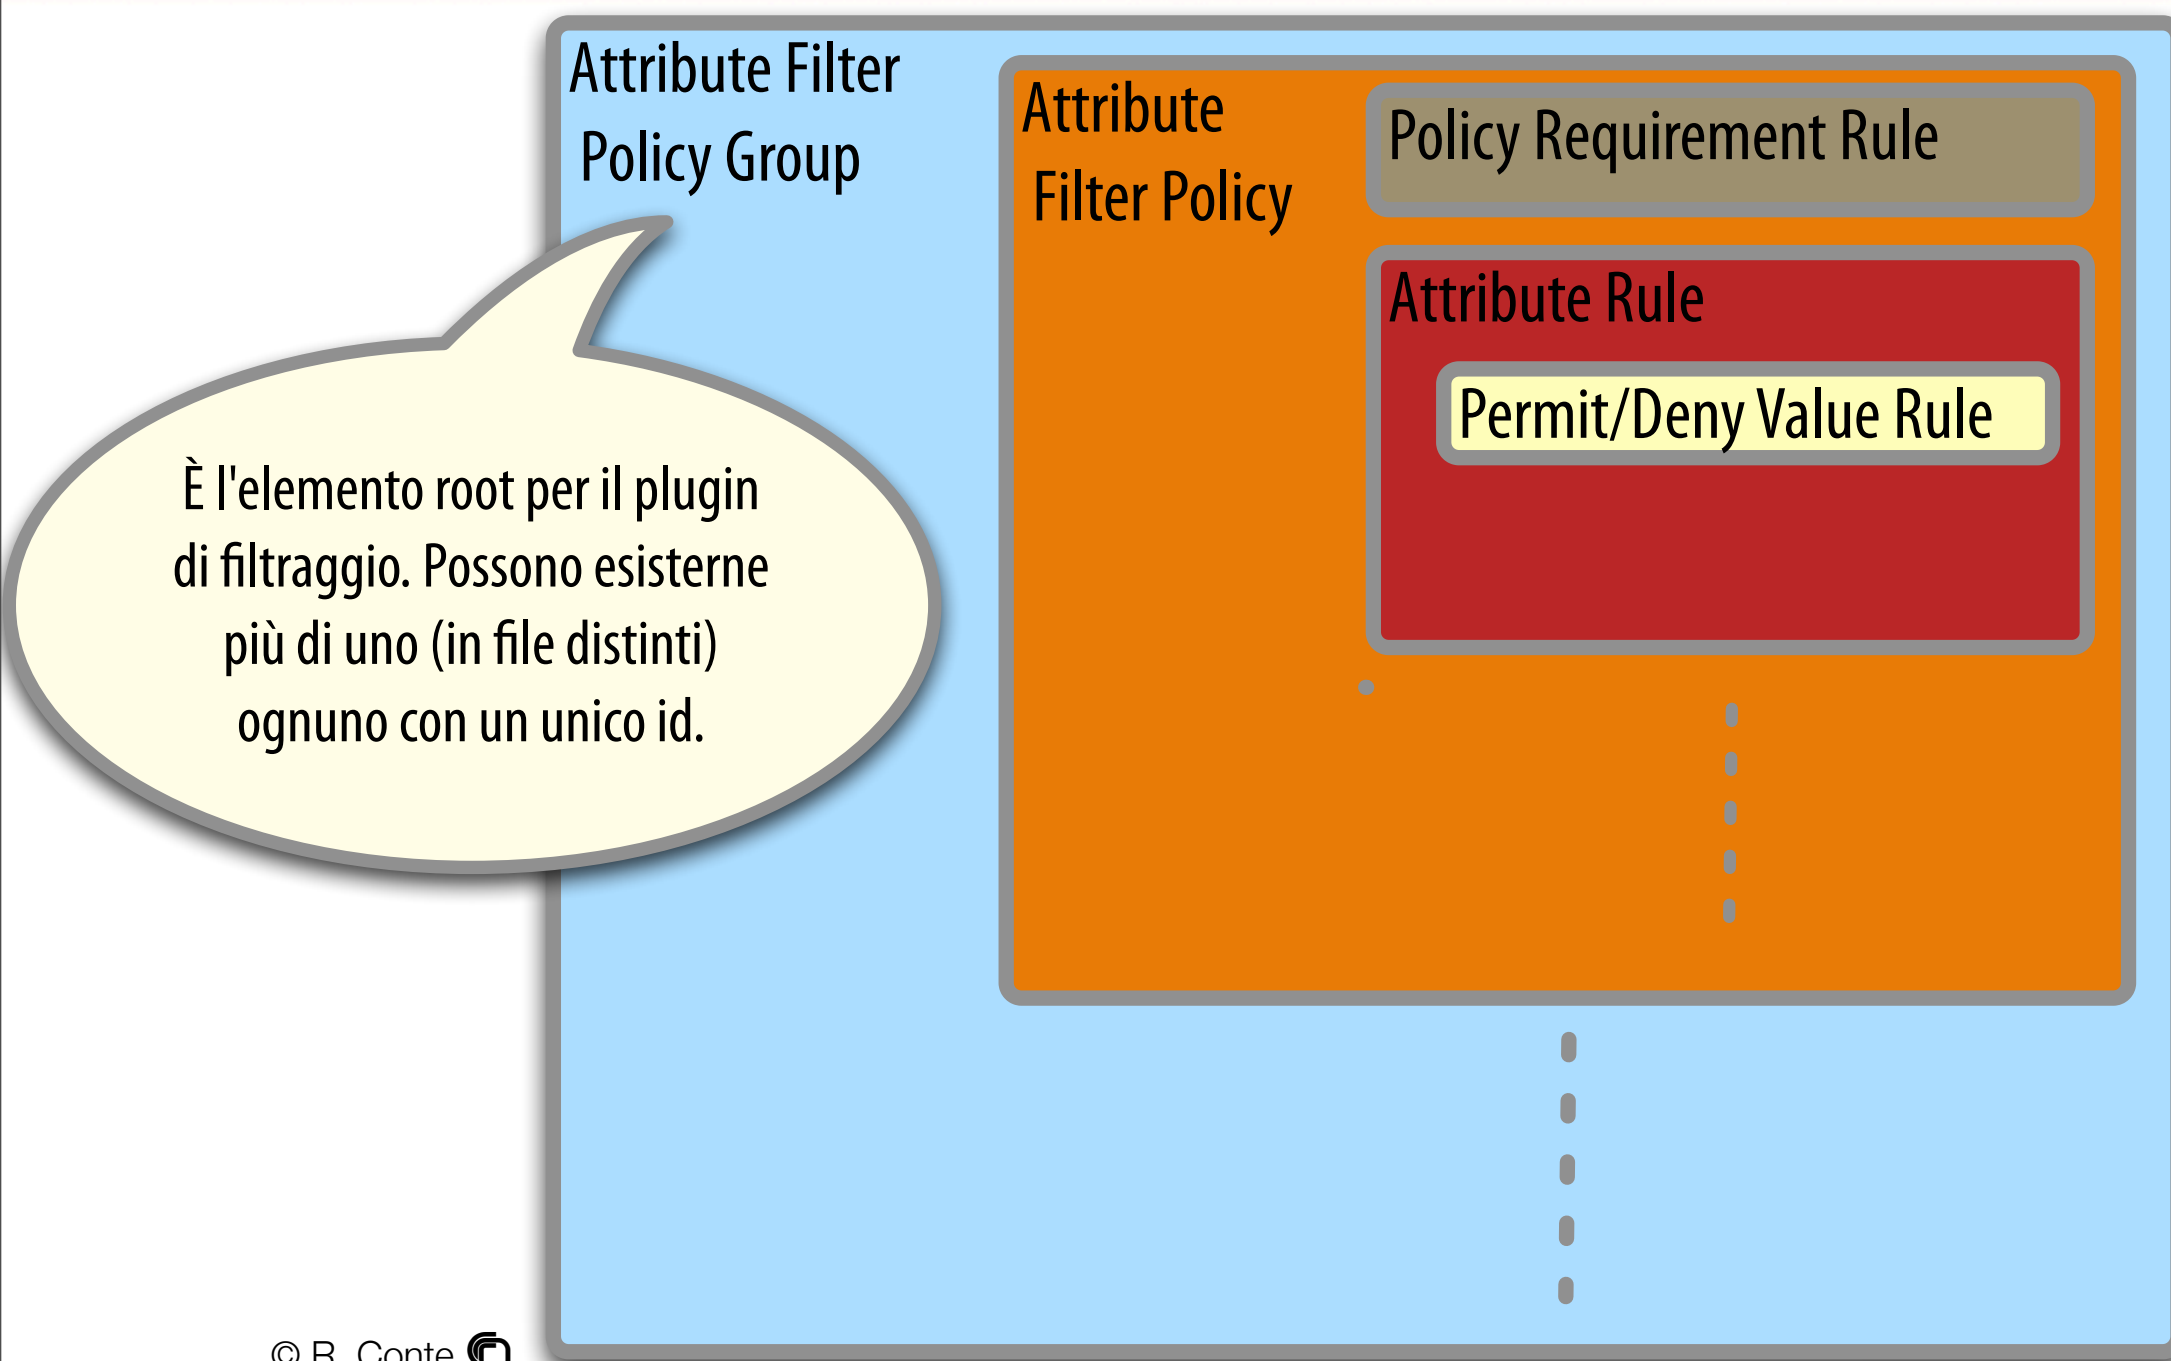 Attribute Filter
Policy Group
Attribute
Filter Policy
Policy Requirement Rule
Attribute Rule
Permit/Deny Value Rule
È l'elemento root per il plugin
di filtraggio. Possono esisterne
più di uno (in file distinti)
ognuno con un unico id.
© R. Conte